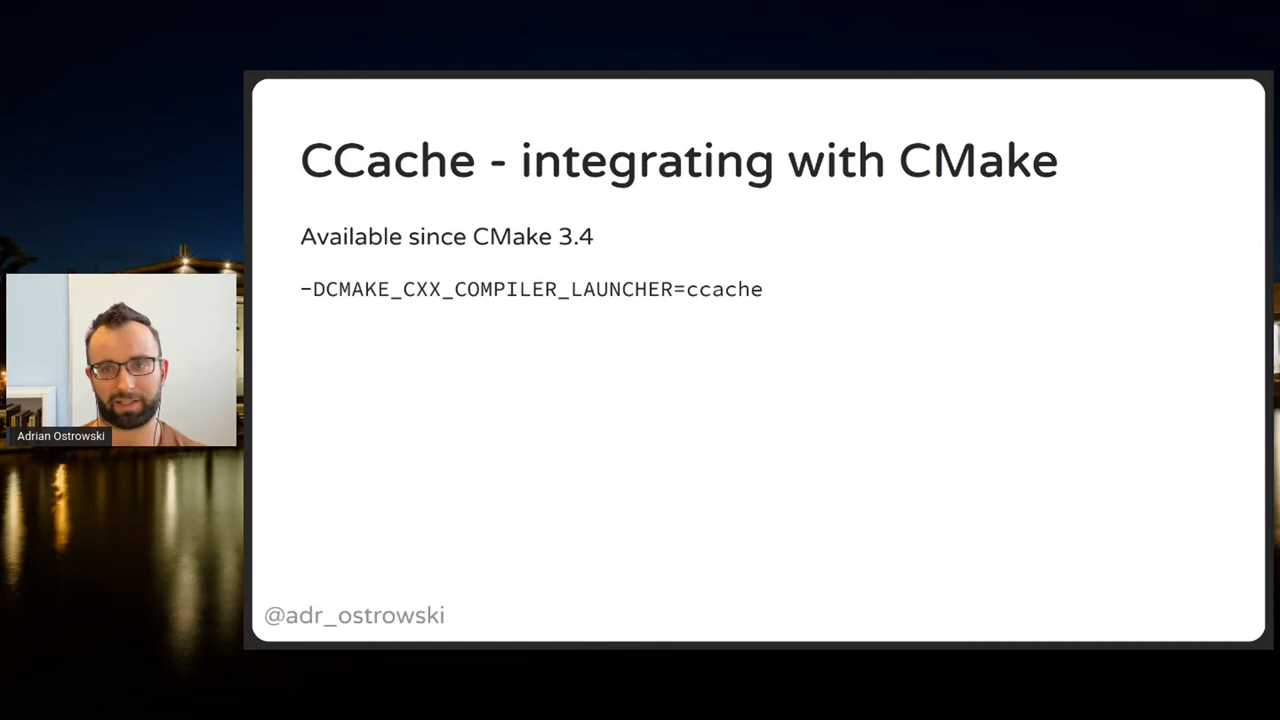 CCache - integrating with CMake
Available since CMake 3.4
-DCMAKE_CXX_COMPILER_LAUNCHER=ccache
Adrian Ostrowski
@adr_ostrowski